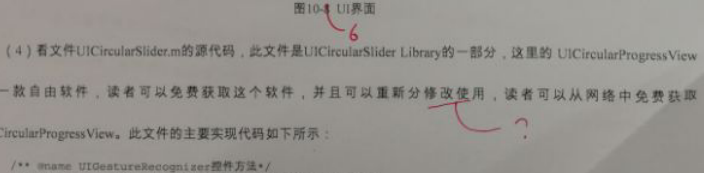 图10-8 UI界面
6
（4）看文件UICircularSlider.m的源代码，此文件是UICircularSlider Library的一部分，这里的 UICircularProgressView
一款自由软件，读者可以免费获取这个软件，并且可以重新分修改使用，读者可以从网络中免费获取
CircularProgressView。此文件的主要实现代码如下所示：
?
/** @name UIGestureRecognizer控件方法*/